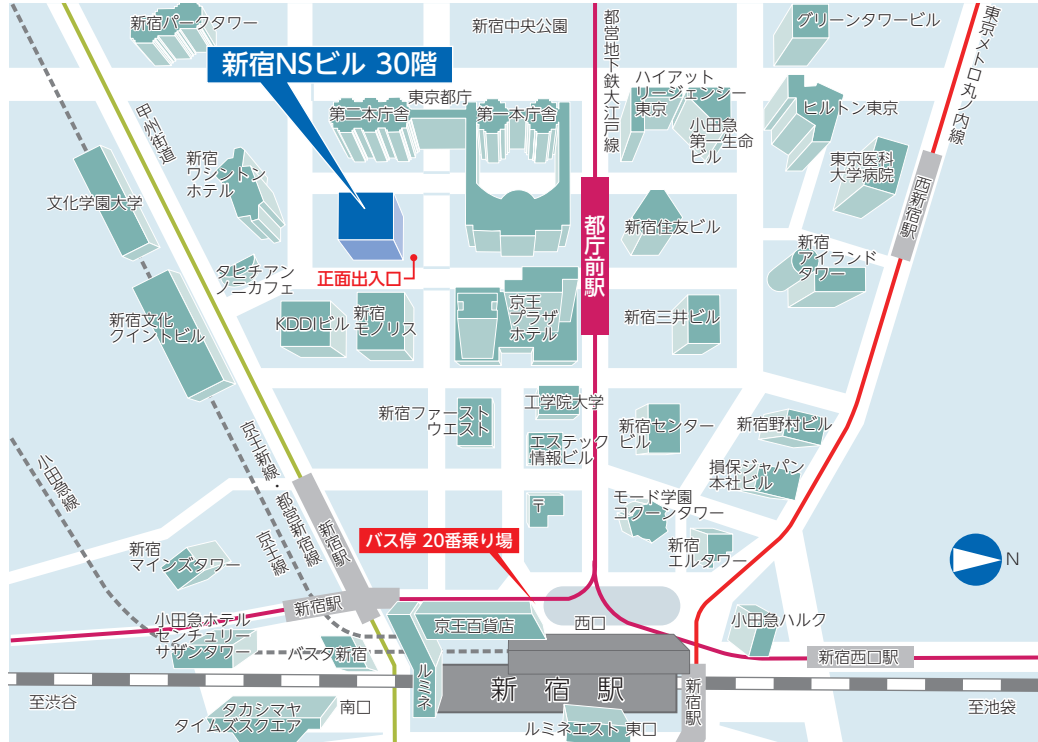 新宿パークタワー
新宿中央公園
グリーンタワービル
新宿NSビル 30階
都営地下鉄大江戸線
東京メトロ丸ノ内線
東京都庁
第二本庁舎
第一本庁舎
ハイアット
リージェンシー
東京
小田急
第一生命
ビル
ヒルトン東京
甲州街道
新宿
ワシントン
ホテル
東京医科
大学病院
西新宿駅
文化学園大学
都庁前駅
新宿住友ビル
新宿
アイランド
タワー
タヒチアン
ノニカフェ
正面出入口
新宿文化
クイントビル
KDDIビル
新宿
モノリス
京王
プラザ
ホテル
新宿三井ビル
新宿ファースト
ウエスト
工学院大学
エステック
情報ビル
新宿センター
ビル
新宿野村ビル
損保ジャパン
本社ビル
小田急線
京王新線・都営新宿線
京王線
新宿駅
〒
モード学園
コクーンタワー
新宿
エルタワー
バス停 20番乗り場
新宿
マインズタワー
N
新宿駅
小田急ホテル
センチュリー
サザンタワー
バスタ新宿
京王百貨店
西口
小田急ハルク
ルミネ
新宿西口駅
新宿駅
新宿駅
至渋谷
タカシマヤ
タイムズスクエア
南口
ルミネエスト
東口
至池袋